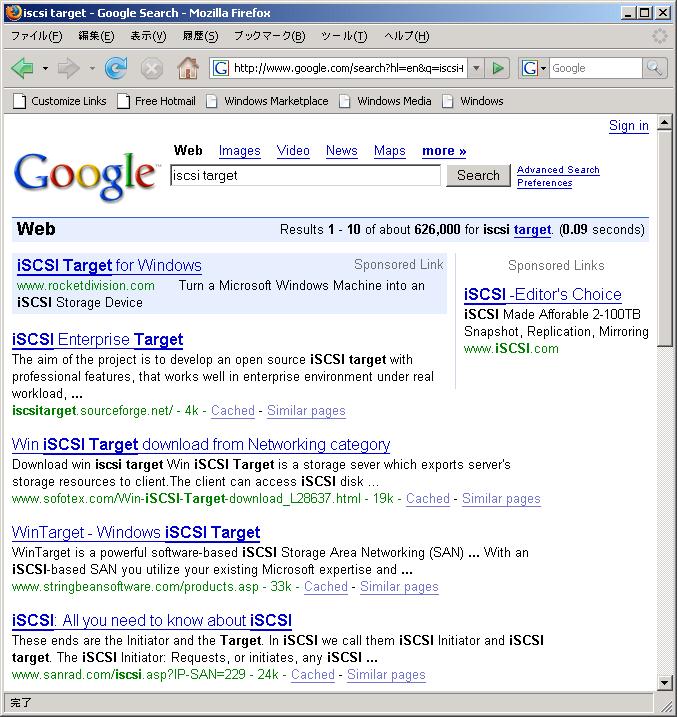 iscsi target - Google Search - Mozilla Firefox
ファイル(F) 編集(E) 表示(V) 履歴(S) ブックマーク(B) ツール(T) ヘルプ(H)
http://www.google.com/search?hl=en&q=iscsi+
Google
Customize Links Free Hotmail Windows Marketplace Windows Media Windows
Sign in
Google™
Web Images Video News Maps more »
iscsi target Search Advanced Search
Preferences
Web Results 1 - 10 of about 626,000 for iscsi target. (0.09 seconds)
iSCSI Target for Windows Sponsored Link
www.rocketdivision.com Turn a Microsoft Windows Machine into an
iSCSI Storage Device
Sponsored Links
iSCSI -Editor's Choice
iSCSI Made Afforable 2-100TB
Snapshot, Replication, Mirroring
www.iSCSI.com
iSCSI Enterprise Target
The aim of the project is to develop an open source iSCSI target with
professional features, that works well in enterprise environment under real
workload, ...
iscsitarget.sourceforge.net/ - 4k - Cached - Similar pages
Win iSCSI Target download from Networking category
Download win iscsi target Win iSCSI Target is a storage sever which exports server's
storage resources to client.The client can access iSCSI disk ...
www.sofotex.com/Win-iSCSI-Target-download_L28637.html - 19k - Cached - Similar pages
WinTarget - Windows iSCSI Target
WinTarget is a powerful software-based iSCSI Storage Area Networking (SAN) ... With an
iSCSI-based SAN you utilize your existing Microsoft expertise and ...
www.stringbeansoftware.com/products.asp - 33k - Cached - Similar pages
iSCSI: All you need to know about iSCSI
These ends are the Initiator and the Target. In iSCSI we call them iSCSI Initiator and iSCSI
target. The iSCSI Initiator: Requests, or initiates, any iSCSI ...
www.sanrad.com/iscsi.asp?IP-SAN=229 - 24k - Cached - Similar pages
完了